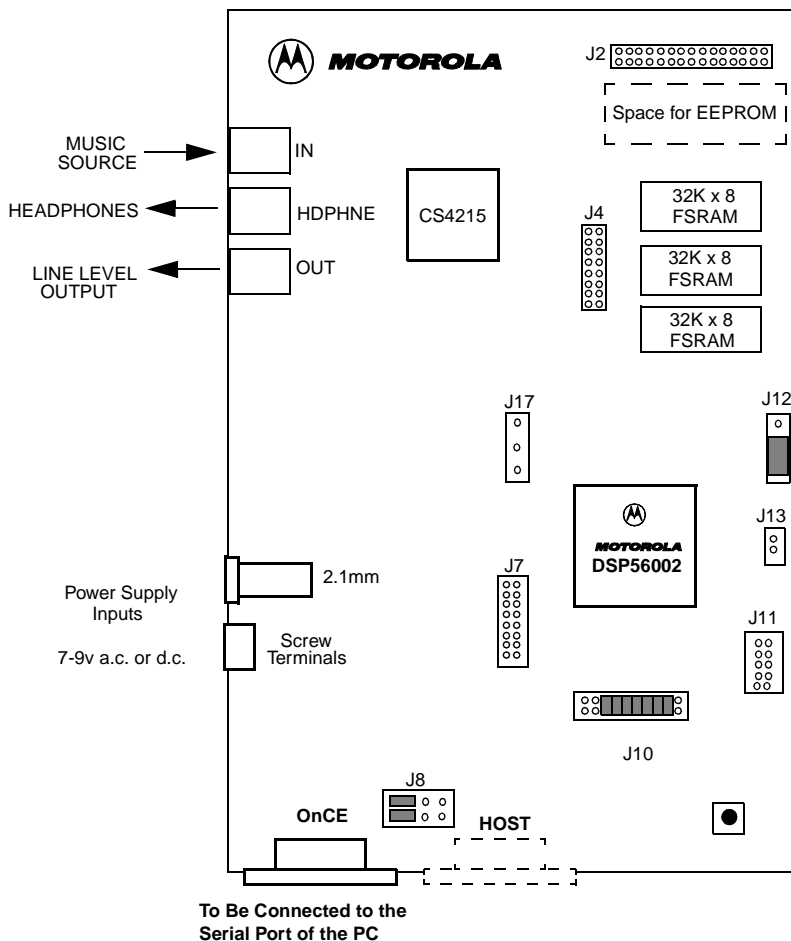 MOTOROLA
J2
Space for EEPROM
MUSIC
SOURCE
IN
HEADPHONES
HDPHNE
LINE LEVEL
OUTPUT
OUT
CS4215
J4
32K x 8
FSRAM
32K x 8
FSRAM
32K x 8
FSRAM
J17
J12
MOTOROLA
DSP56002
J13
Power Supply
Inputs
7-9v a.c. or d.c.
2.1mm
Screw
Terminals
J7
J11
J10
J8
OnCE
HOST
To Be Connected to the
Serial Port of the PC